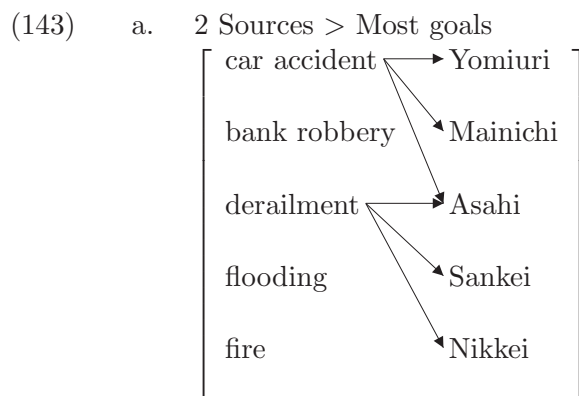 (143) a. 2 Sources > Most goals
car accident Yomiuri
bank robbery Mainichi
derailment Asahi
flooding Sankei
fire Nikkei